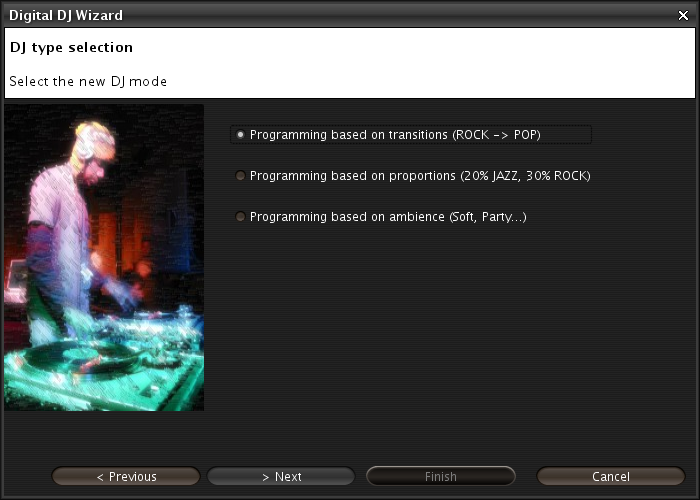 Digital DJ Wizard
DJ type selection
Select the new DJ mode
Programming based on transitions (ROCK -> POP)
Programming based on proportions (20% JAZZ, 30% ROCK)
Programming based on ambience (Soft, Party...)
< Previous
> Next
Finish
Cancel